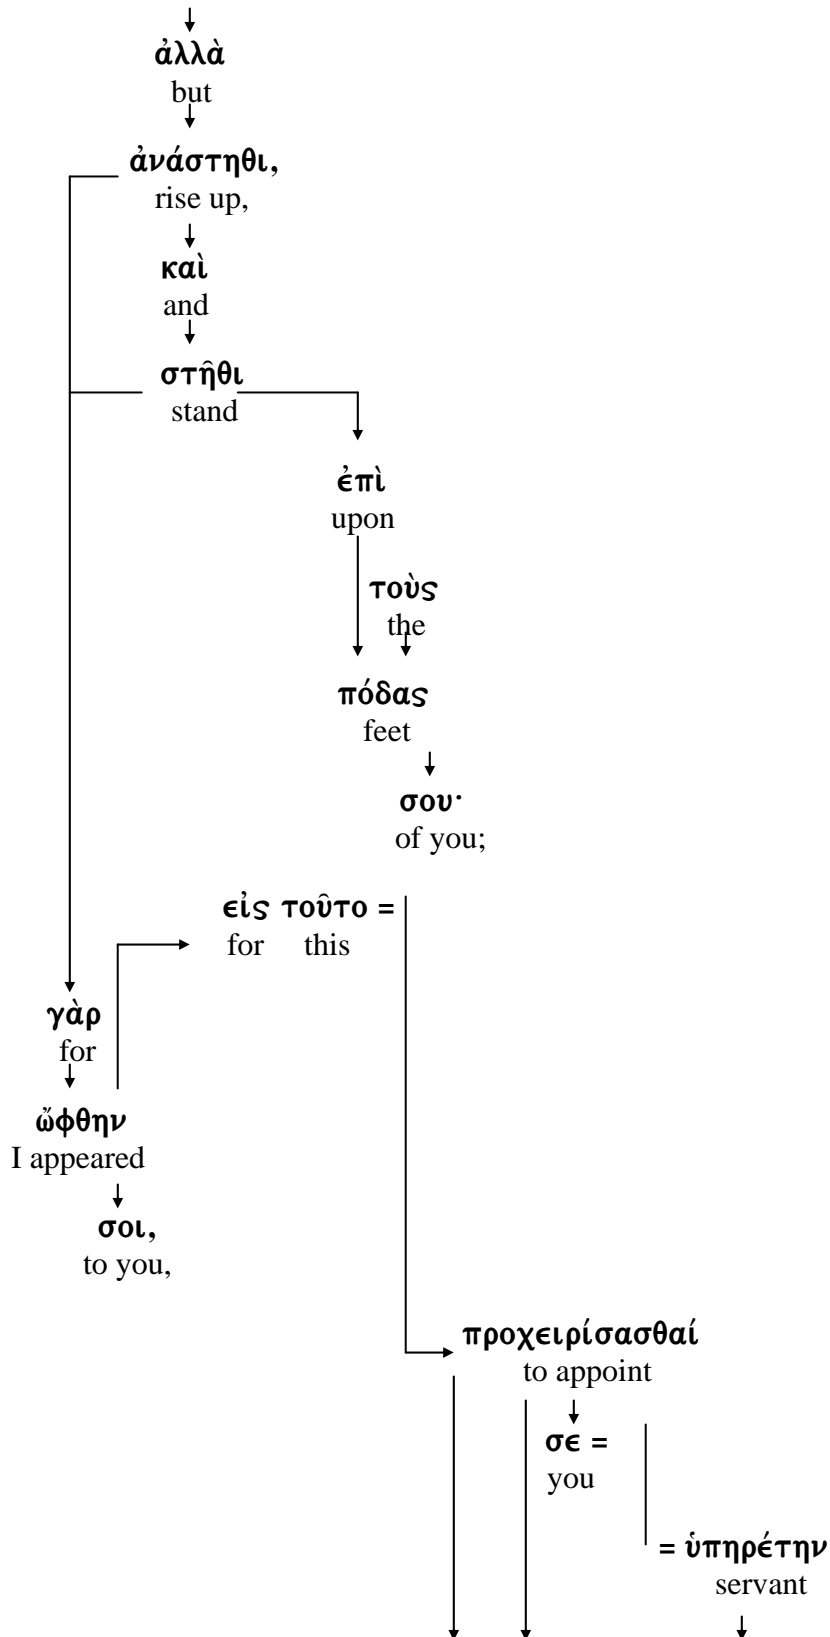 ἀλλὰ
but
ἀνάστηθι,
rise up,
καὶ
and
στῆθι
stand
ἐπὶ
upon
τοὺς
the
πόδας
feet
σου·
of you;
εἰς τοῦτο =
for this
γὰρ
for
ὤφθην
I appeared
σοι,
to you,
προχειρίσασθαί
to appoint
σε =
you
= ὑπηρέτην
servant